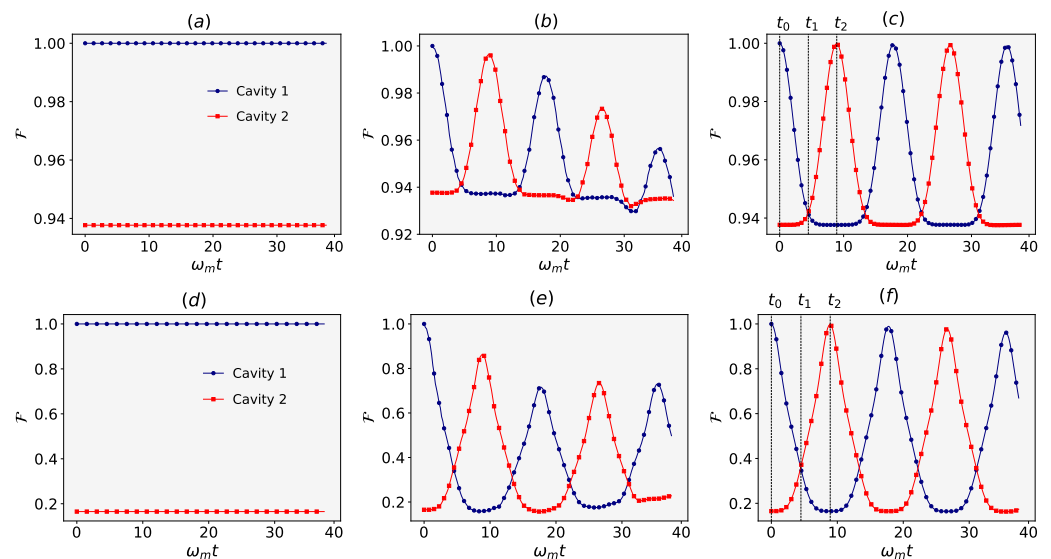 (a)
1.00
0.98
0.96
0.94
ℱ
Cavity 1
Cavity 2
0 10 20 30 40
ωₘt
(b)
1.00
0.98
0.96
0.94
0.92
ℱ
0 10 20 30 40
ωₘt
(c)
t₀ t₁ t₂
1.00
0.98
0.96
0.94
ℱ
0 10 20 30 40
ωₘt
(d)
1.0
0.8
0.6
0.4
0.2
ℱ
Cavity 1
Cavity 2
0 10 20 30 40
ωₘt
(e)
1.0
0.8
0.6
0.4
0.2
ℱ
0 10 20 30 40
ωₘt
(f)
t₀ t₁ t₂
1.0
0.8
0.6
0.4
0.2
ℱ
0 10 20 30 40
ωₘt